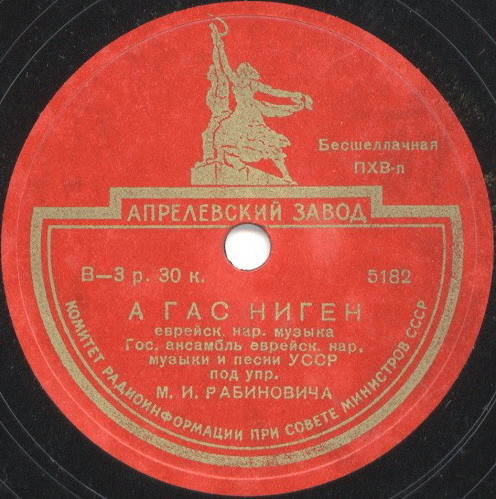 Бесшеллачная
ПХВ-п
АПРЕЛЕВСКИЙ ЗАВОД
В—3 р. 30 к.
5182
А ГАС НИГЕН
еврейск. нар. музыка
Гос. ансамбль еврейск. нар.
музыки и песни УССР
под упр.
М. И. РАБИНОВИЧА
КОМИТЕТ РАДИОИНФОРМАЦИИ ПРИ СОВЕТЕ МИНИСТРОВ СССР